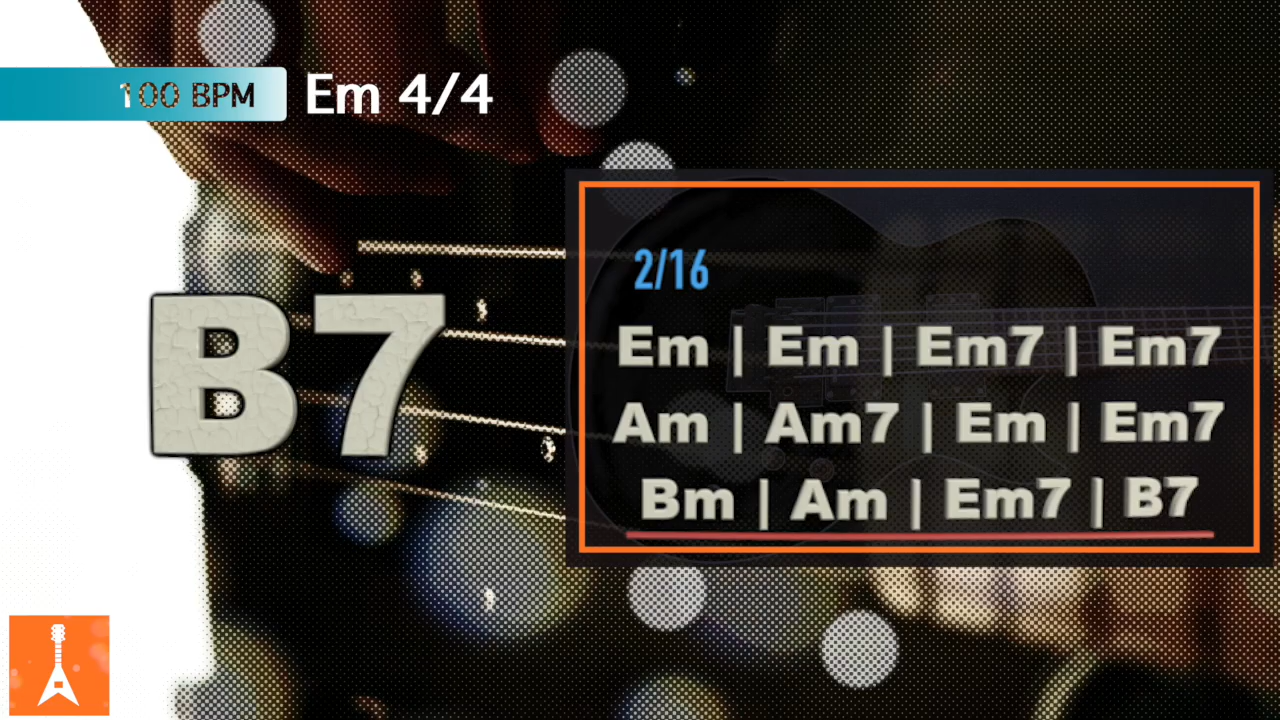 100 BPM Em 4/4
B7
2/16
Em | Em | Em7 | Em7
Am | Am7 | Em | Em7
Bm | Am | Em7 | B7